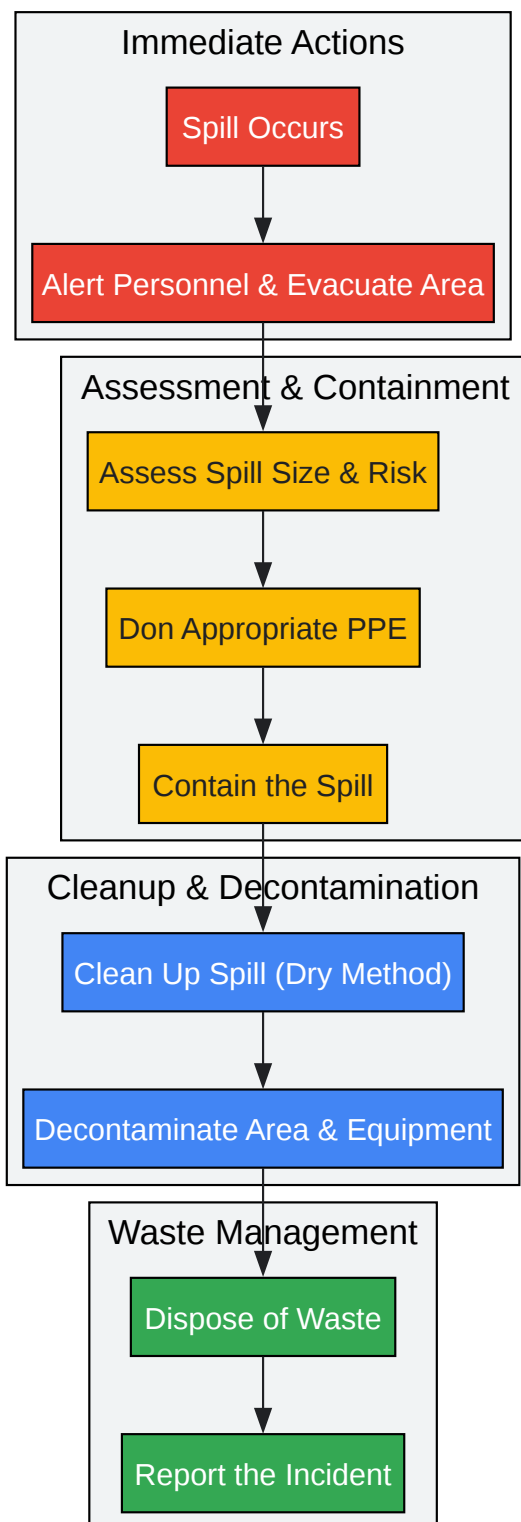 Immediate Actions
Spill Occurs
Alert Personnel & Evacuate Area
Assessment & Containment
Assess Spill Size & Risk
Don Appropriate PPE
Contain the Spill
Cleanup & Decontamination
Clean Up Spill (Dry Method)
Decontaminate Area & Equipment
Waste Management
Dispose of Waste
Report the Incident